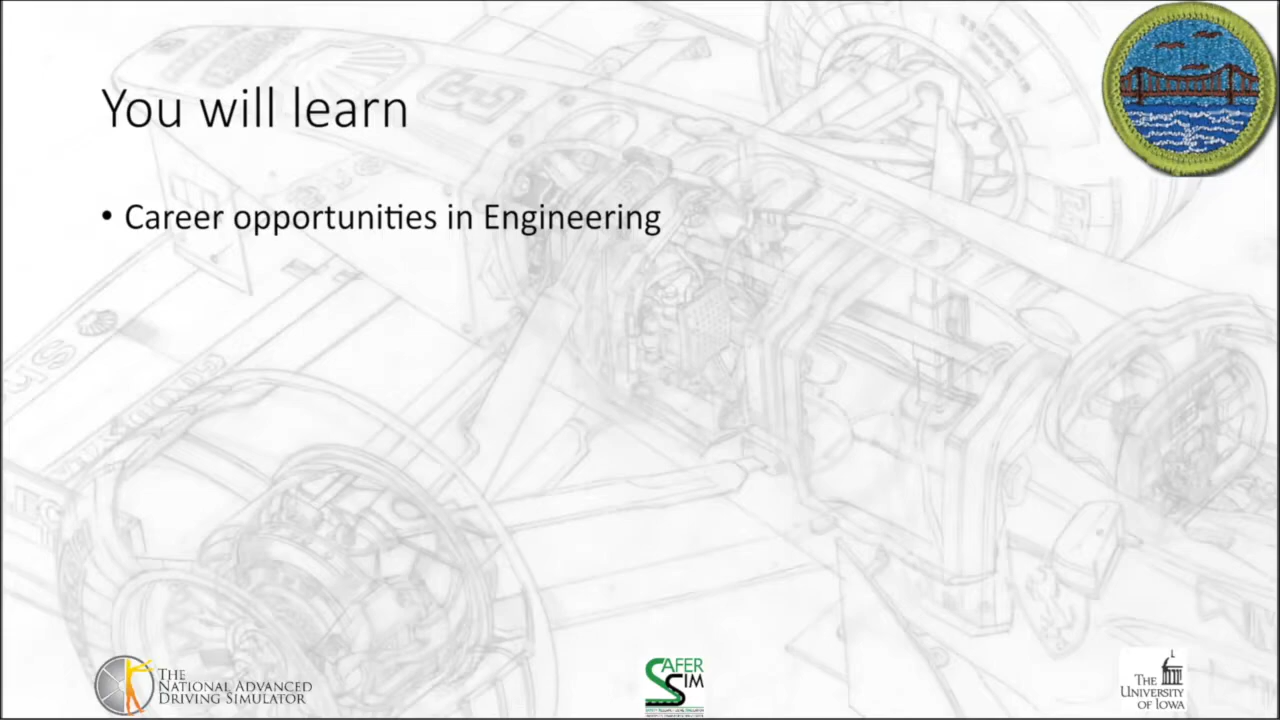 You will learn
• Career opportunities in Engineering
THE
NATIONAL ADVANCED
DRIVING SIMULATOR
SAFER
SIM
THE
UNIVERSITY
OF IOWA